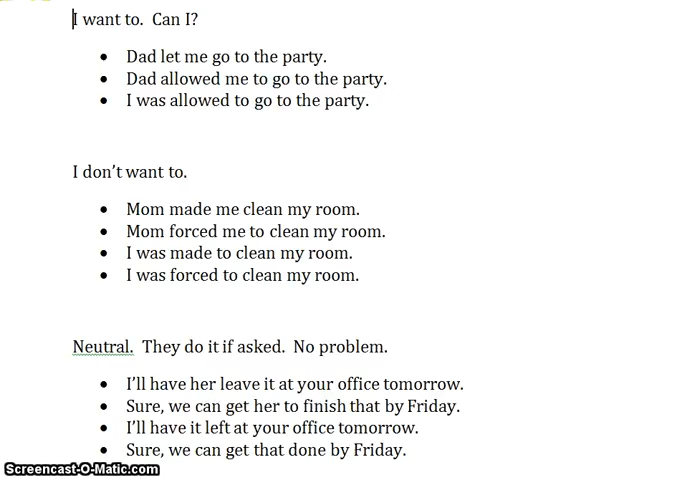 I want to.  Can I?
• Dad let me go to the party.
• Dad allowed me to go to the party.
• I was allowed to go to the party.
I don’t want to.
• Mom made me clean my room.
• Mom forced me to clean my room.
• I was made to clean my room.
• I was forced to clean my room.
Neutral.  They do it if asked.  No problem.
• I’ll have her leave it at your office tomorrow.
• Sure, we can get her to finish that by Friday.
• I’ll have it left at your office tomorrow.
• Sure, we can get that done by Friday.
Screencast-O-Matic.com